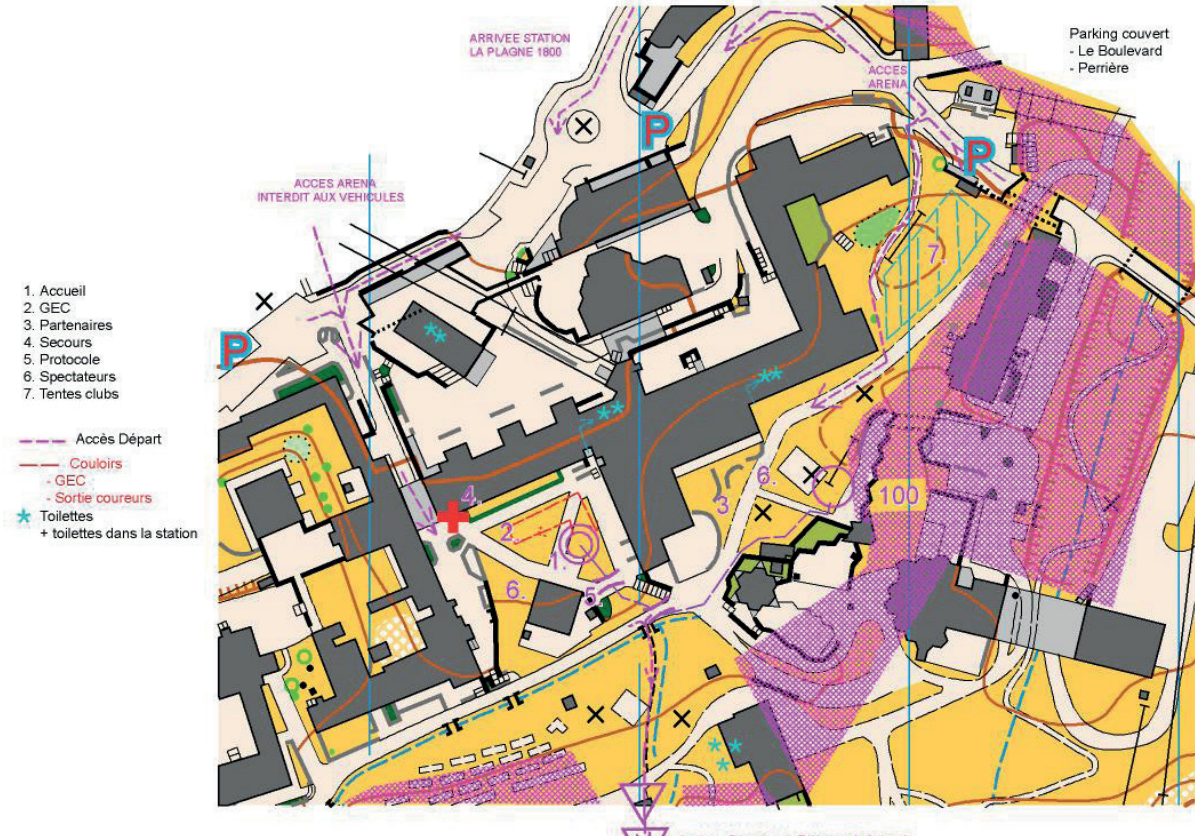 ARRIVEE STATION
LA PLAGNE 1800
Parking couvert
- Le Boulevard
- Perrière
ACCES
ARENA
P
P
ACCES ARENA
INTERDIT AUX VEHICULES
P
7.
1. Accueil
2. GEC
3. Partenaires
4. Secours
5. Protocole
6. Spectateurs
7. Tentes clubs
Accès Départ
Couloirs
- GEC
- Sortie coureurs
Toilettes
+ toilettes dans la station
4.
6.
3
100
2.
1.
6.
5.